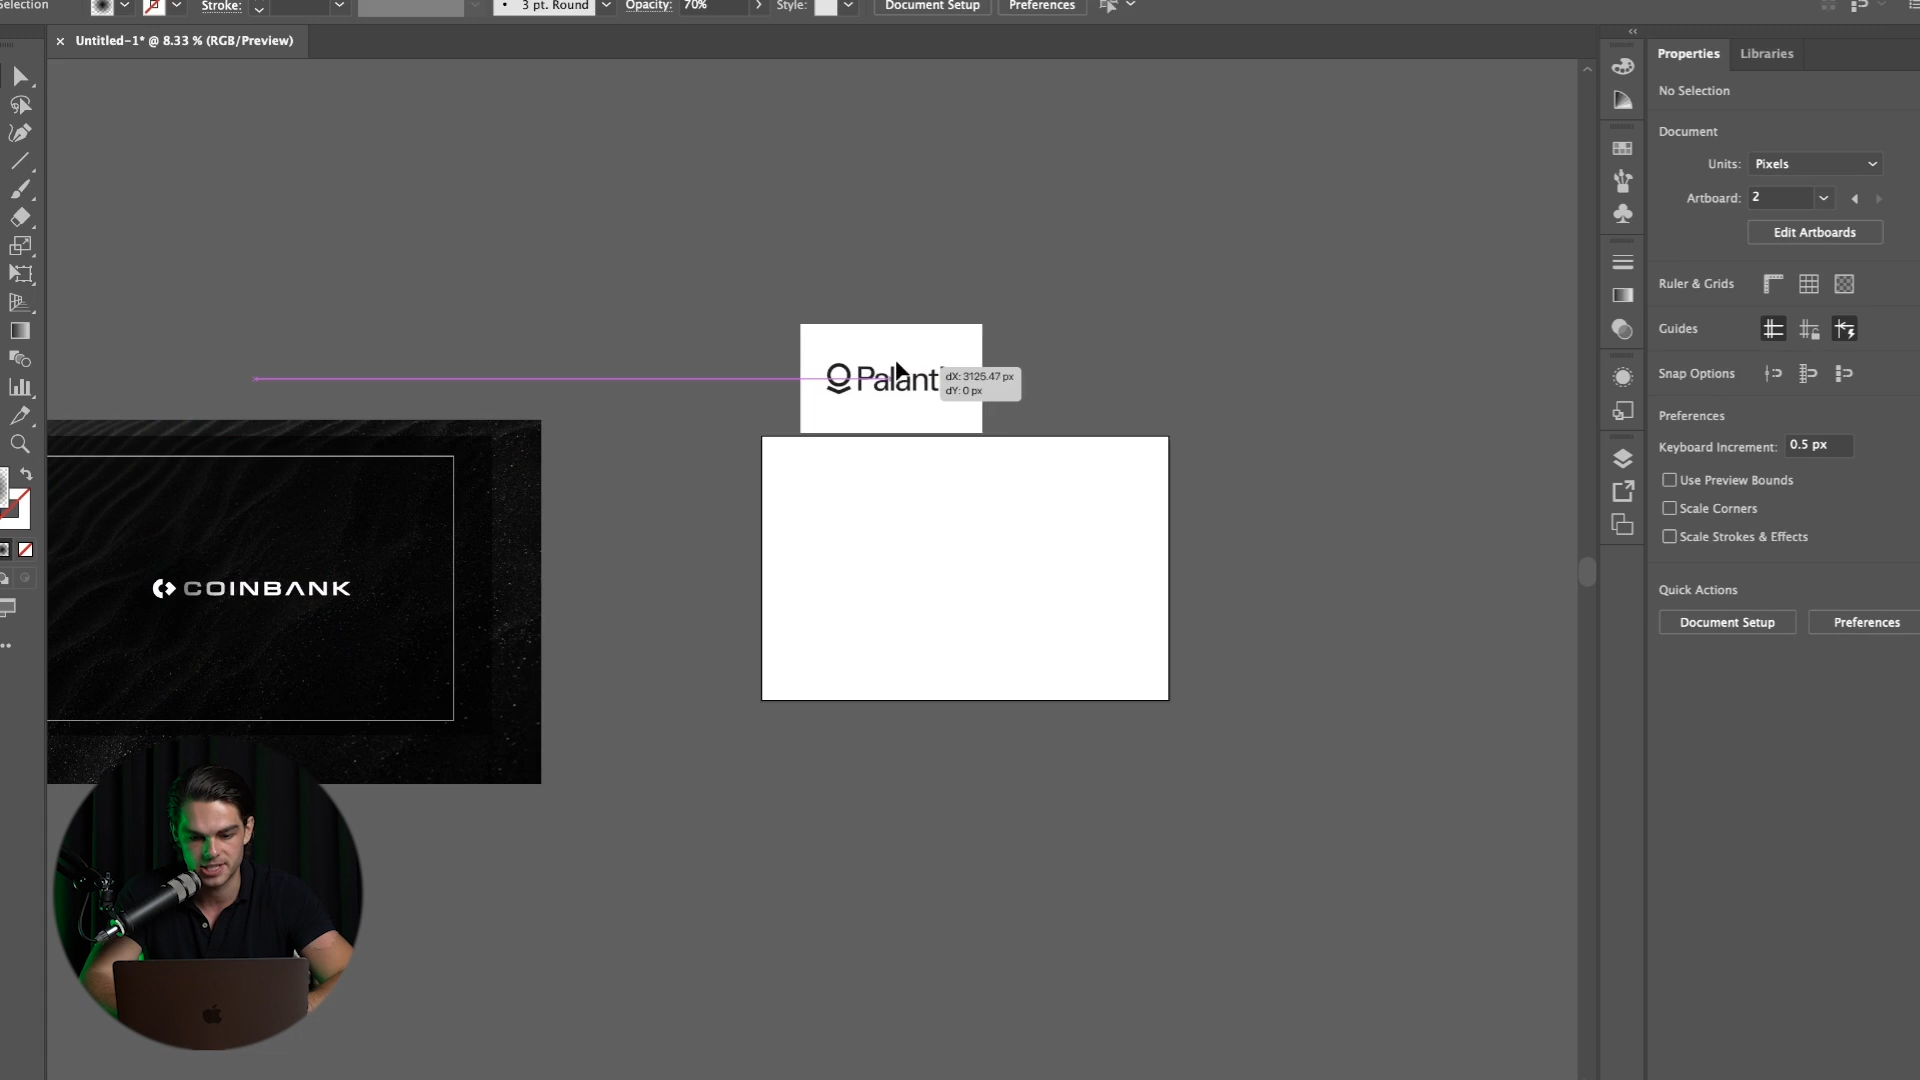 Selection
Stroke:
3 pt. Round
Opacity:
70%
Style:
Document Setup
Preferences
Untitled-1* @ 8.33 % (RGB/Preview)
Properties
Libraries
No Selection
Document
Units:
Pixels
Artboard:
2
Edit Artboards
Ruler & Grids
Guides
Snap Options
Preferences
Keyboard Increment:
0.5 px
Use Preview Bounds
Scale Corners
Scale Strokes & Effects
Quick Actions
Document Setup
Preferences
Palant
dX: 3125.47 px
dY: 0 px
COINBANK